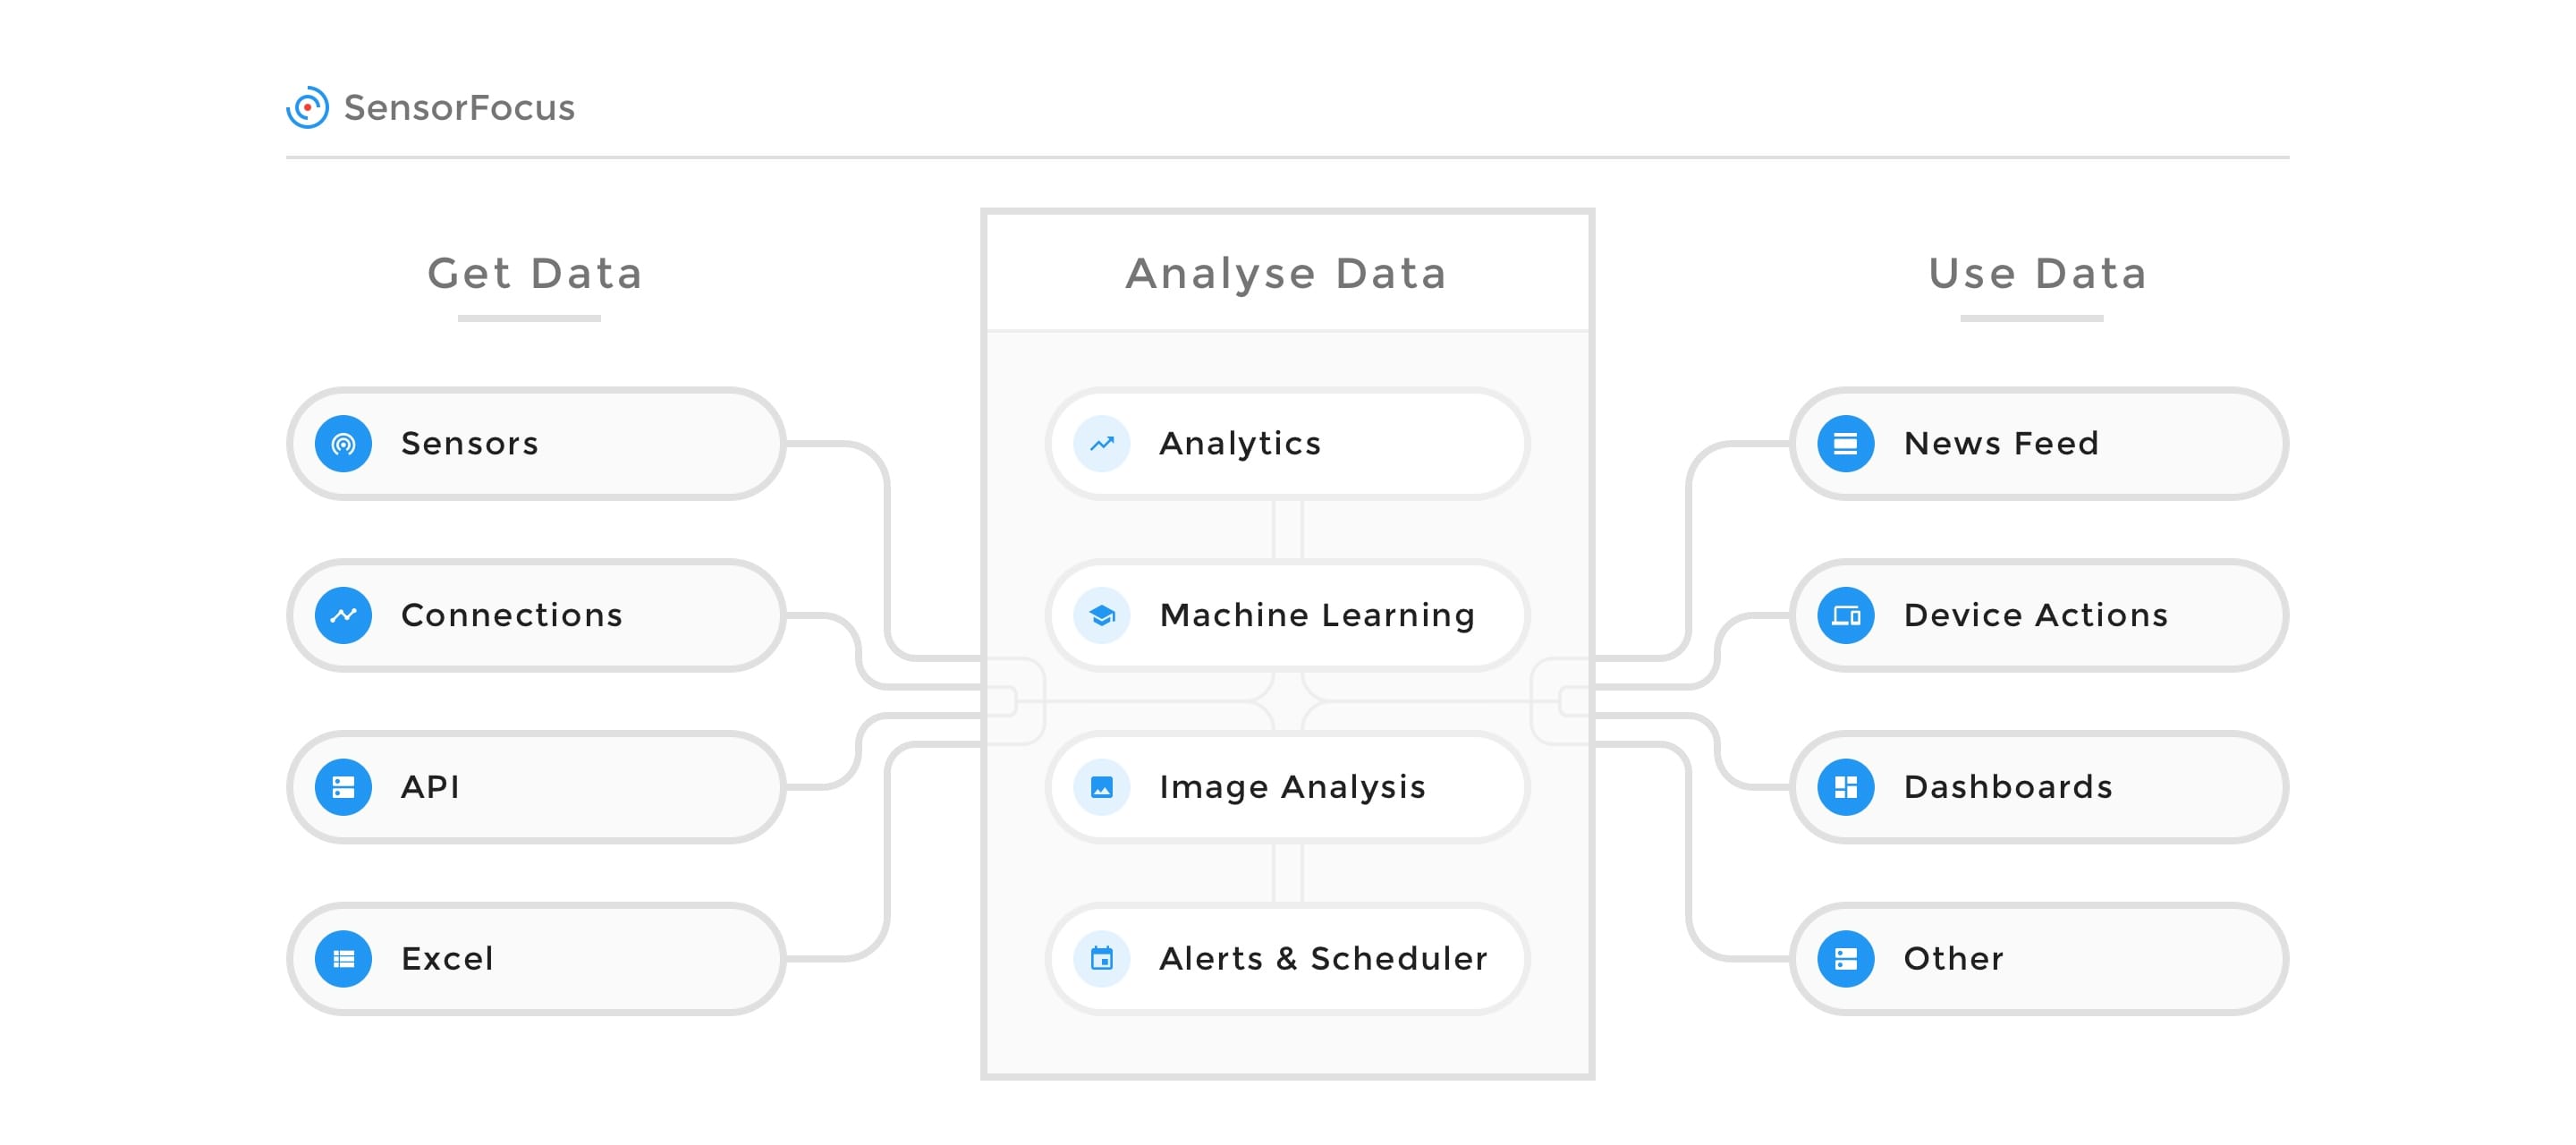 SensorFocus
Get Data
Sensors
Connections
API
Excel
Analyse Data
Analytics
Machine Learning
Image Analysis
Alerts & Scheduler
Use Data
News Feed
Device Actions
Dashboards
Other